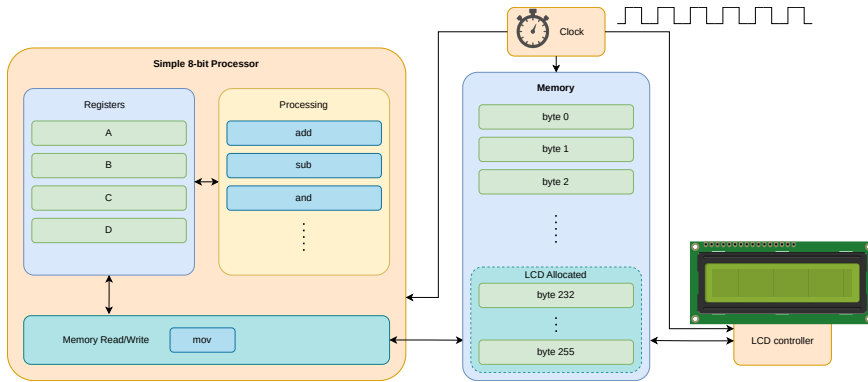 Clock
Simple 8-bit Processor
Registers
A
B
C
D
Processing
add
sub
and
Memory Read/Write
mov
Memory
byte 0
byte 1
byte 2
LCD Allocated
byte 232
byte 255
LCD controller